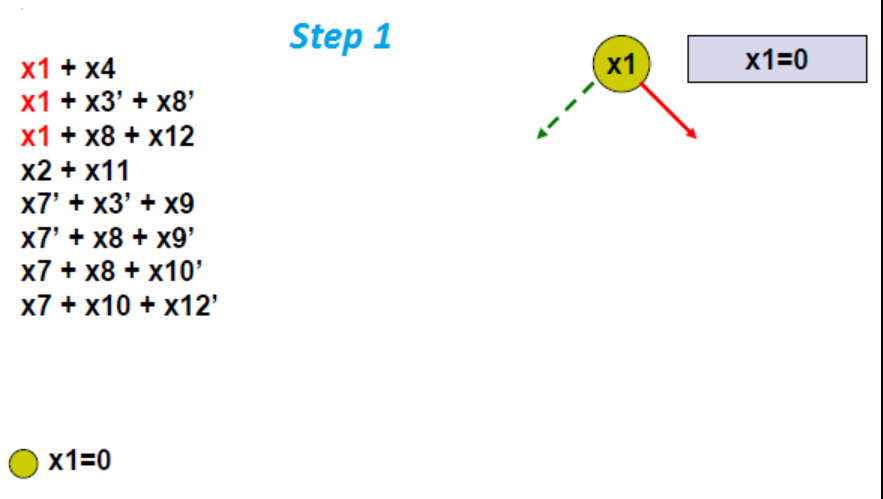 Step 1
x1 + x4
x1 + x3’ + x8’
x1 + x8 + x12
x2 + x11
x7’ + x3’ + x9
x7’ + x8 + x9’
x7 + x8 + x10’
x7 + x10 + x12’
x1
x1=0
x1=0